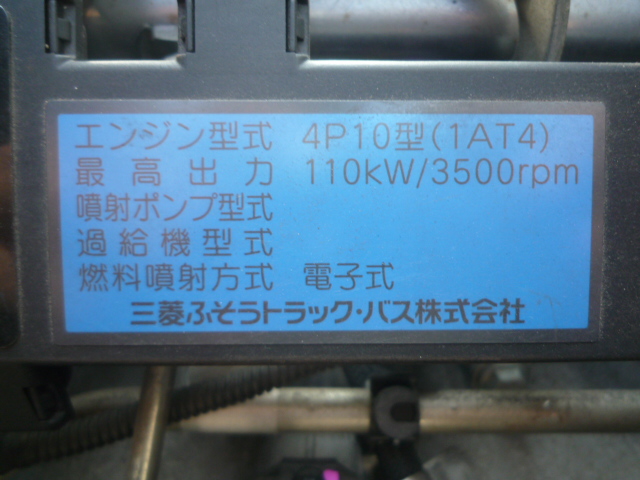 エンジン型式 4P10型(1AT4)
最高出力 110kW/3500rpm
噴射ポンプ型式
過給機型式
燃料噴射方式 電子式
三菱ふそうトラック・バス株式会社